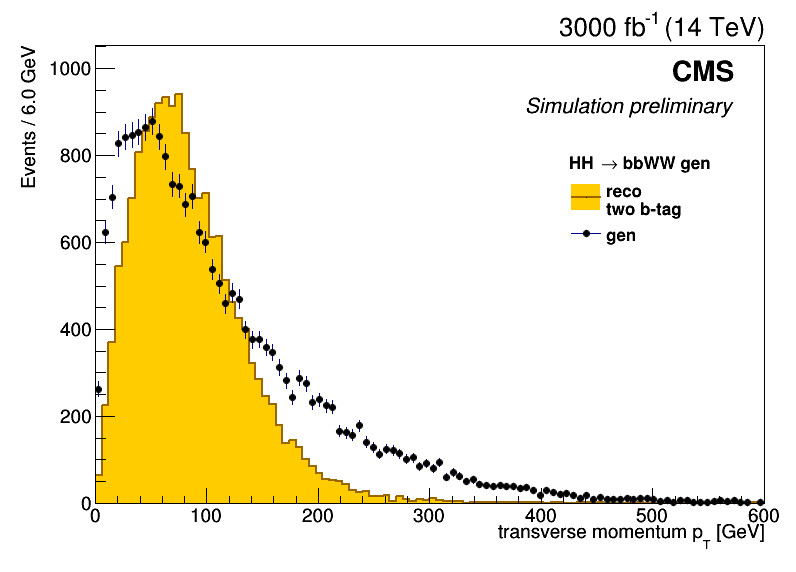 3000 fb-1 (14 TeV)
CMS
Simulation preliminary
HH → bbWW gen
reco
two b-tag
gen
Events / 6.0 GeV
1000
800
600
400
200
0
0 100 200 300 400 500 600
transverse momentum pT [GeV]